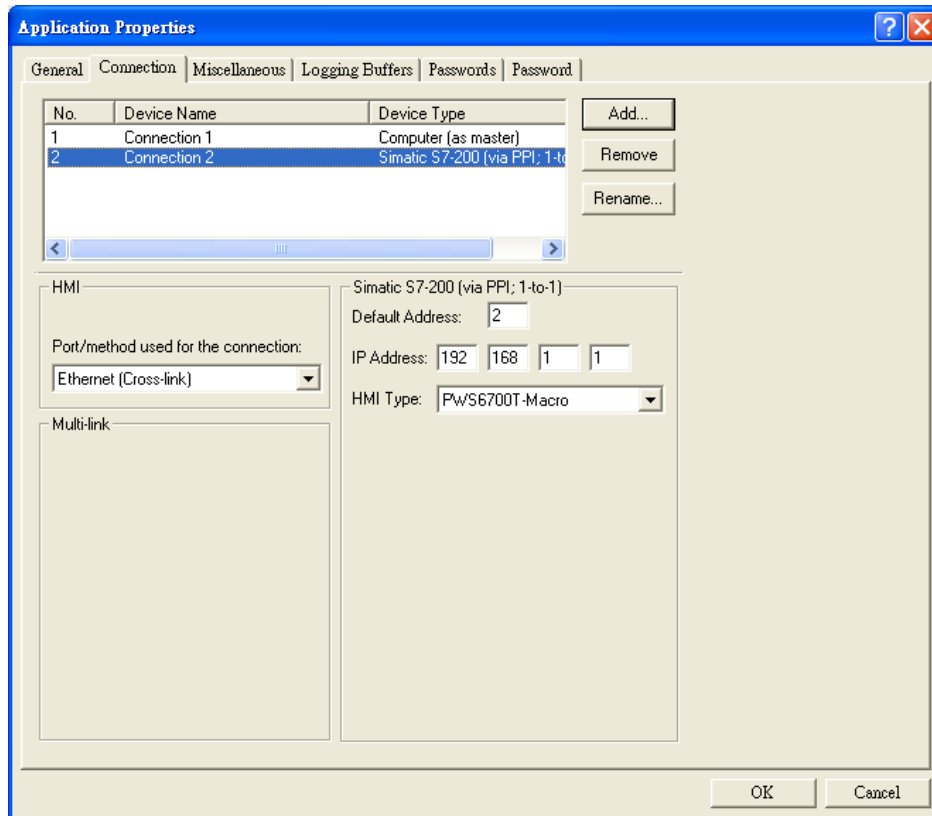 Application Properties
General Connection Miscellaneous Logging Buffers Passwords Password
No. Device Name Device Type
1 Connection 1 Computer (as master)
2 Connection 2 Simatic S7-200 (via PPI; 1-to
Add...
Remove
Rename...
HMI
Port/method used for the connection:
Ethernet (Cross-link)
Multi-link
Simatic S7-200 (via PPI; 1-to-1)
Default Address: 2
IP Address: 192 168 1 1
HMI Type: PWS6700T-Macro
OK Cancel